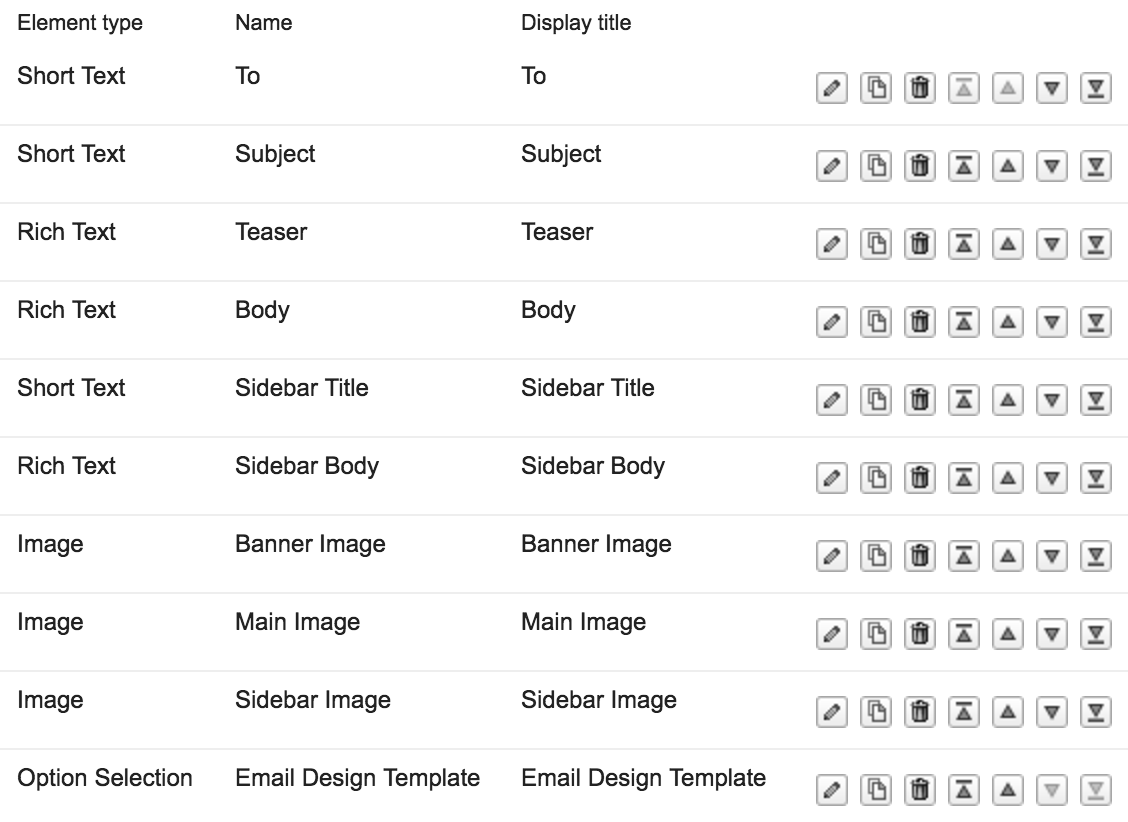 Element type Name Display title
Short Text To To
Short Text Subject Subject
Rich Text Teaser Teaser
Rich Text Body Body
Short Text Sidebar Title Sidebar Title
Rich Text Sidebar Body Sidebar Body
Image Banner Image Banner Image
Image Main Image Main Image
Image Sidebar Image Sidebar Image
Option Selection Email Design Template Email Design Template